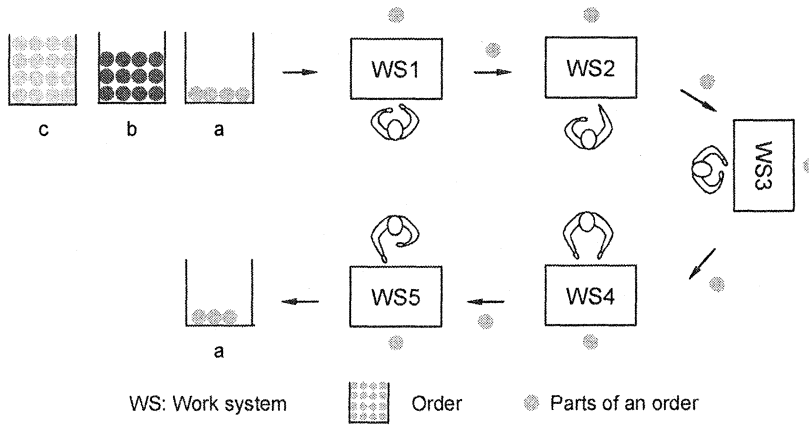 WS1
WS2
c
b
a
WS3
WS5
WS4
a
WS: Work system
Order
Parts of an order